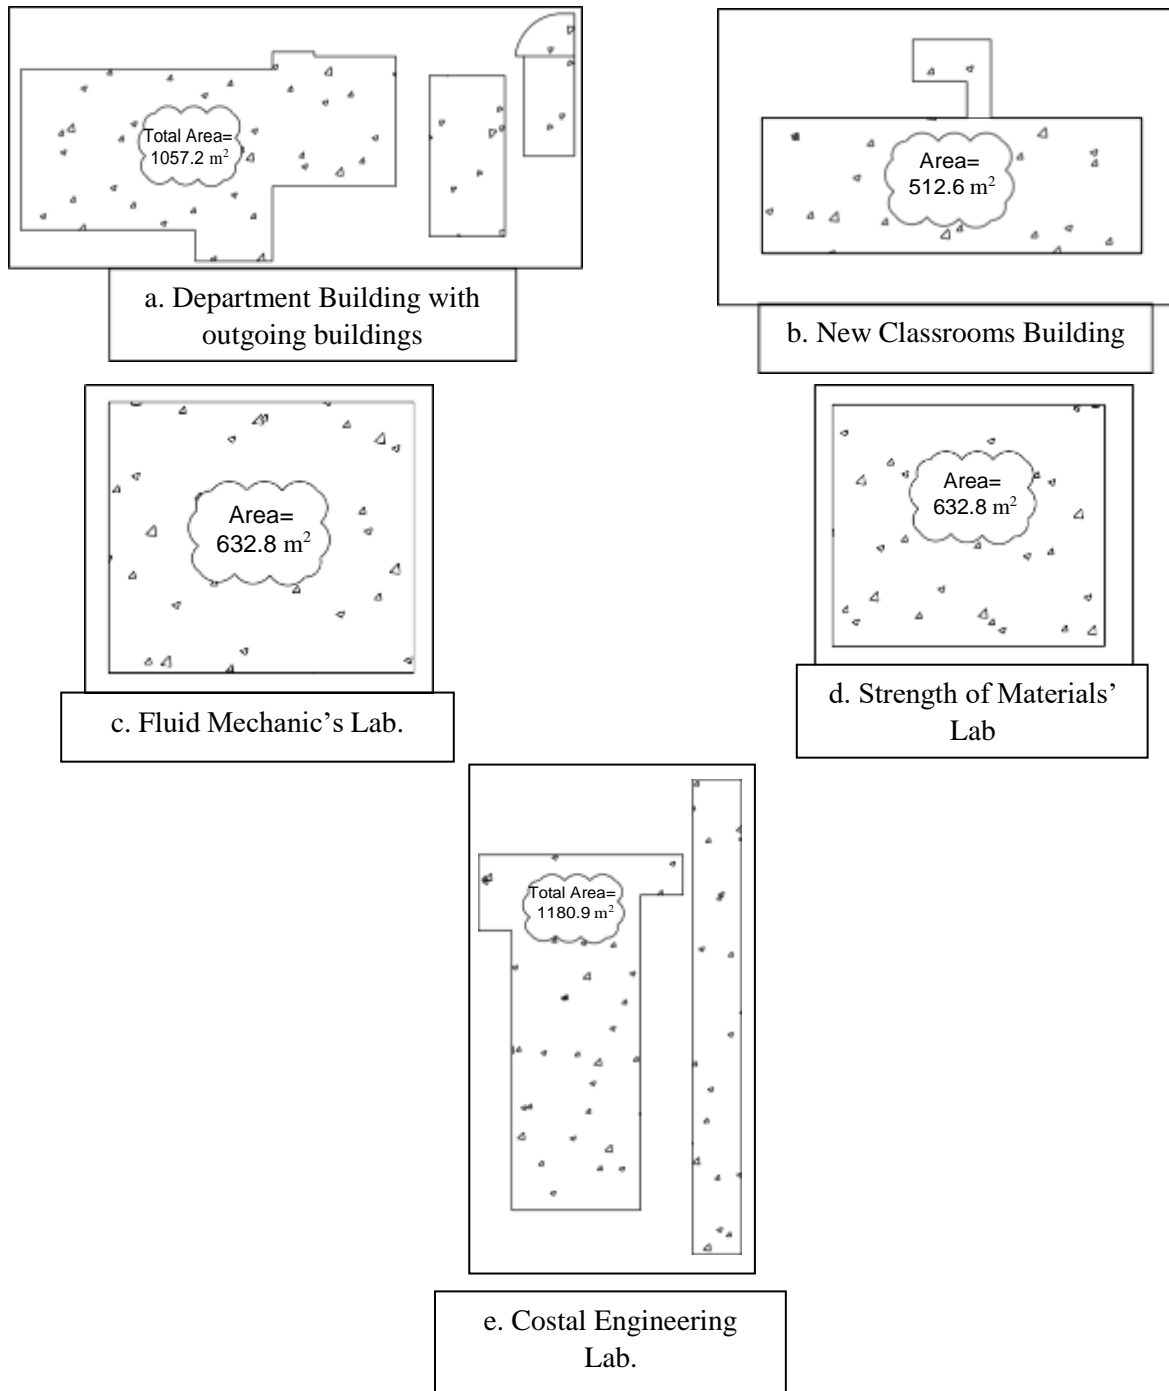 Total Area=
1057.2 m²
a. Department Building with
outgoing buildings
Area=
512.6 m²
b. New Classrooms Building
Area=
632.8 m²
c. Fluid Mechanic’s Lab.
Area=
632.8 m²
d. Strength of Materials’
Lab
Total Area=
1180.9 m²
e. Costal Engineering
Lab.